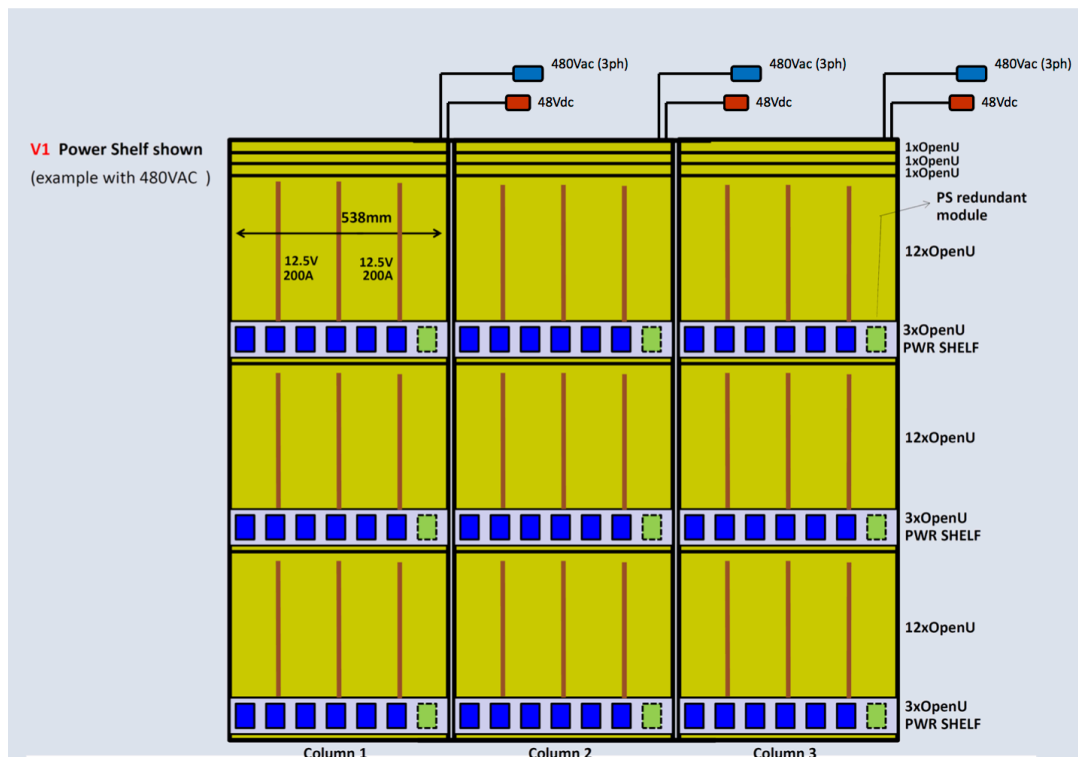 480Vac (3ph)
480Vac (3ph)
480Vac (3ph)
48Vdc
48Vdc
48Vdc
V1 Power Shelf shown
(example with 480VAC )
1xOpenU
1xOpenU
1xOpenU
PS redundant
module
538mm
12xOpenU
12.5V
200A
12.5V
200A
3xOpenU
PWR SHELF
12xOpenU
3xOpenU
PWR SHELF
12xOpenU
3xOpenU
PWR SHELF
Column 1
Column 2
Column 3